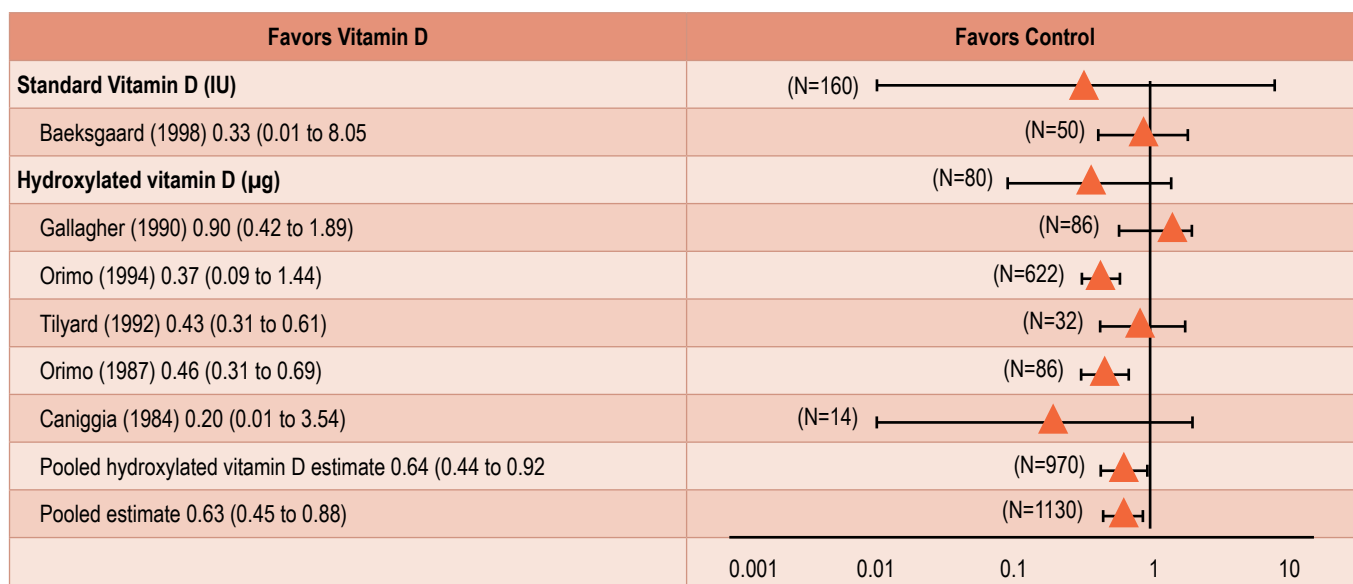 Favors Vitamin D Favors Control
Standard Vitamin D (IU) (N=160)
Baeksgaard (1998) 0.33 (0.01 to 8.05 (N=50)
Hydroxylated vitamin D (μg) (N=80)
Gallagher (1990) 0.90 (0.42 to 1.89) (N=86)
Orimo (1994) 0.37 (0.09 to 1.44) (N=622)
Tilyard (1992) 0.43 (0.31 to 0.61) (N=32)
Orimo (1987) 0.46 (0.31 to 0.69) (N=86)
Caniggia (1984) 0.20 (0.01 to 3.54) (N=14)
Pooled hydroxylated vitamin D estimate 0.64 (0.44 to 0.92 (N=970)
Pooled estimate 0.63 (0.45 to 0.88) (N=1130)
0.001 0.01 0.1 1 10